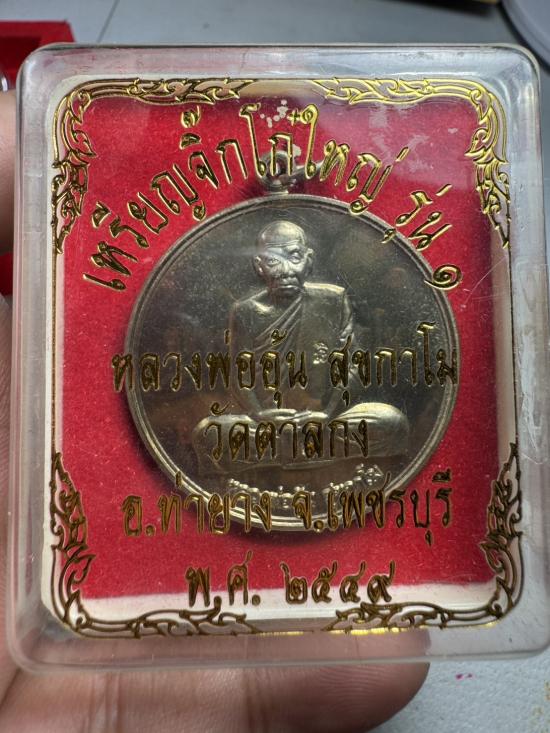 เหรียญจิ๊กโก๋ใหญ่ รุ่น ๑
หลวงพ่ออุ้น สุขกาโม
วัดตาลกง
อ.ท่ายาง จ.เพชรบุรี
พ.ศ. ๒๕๔๙